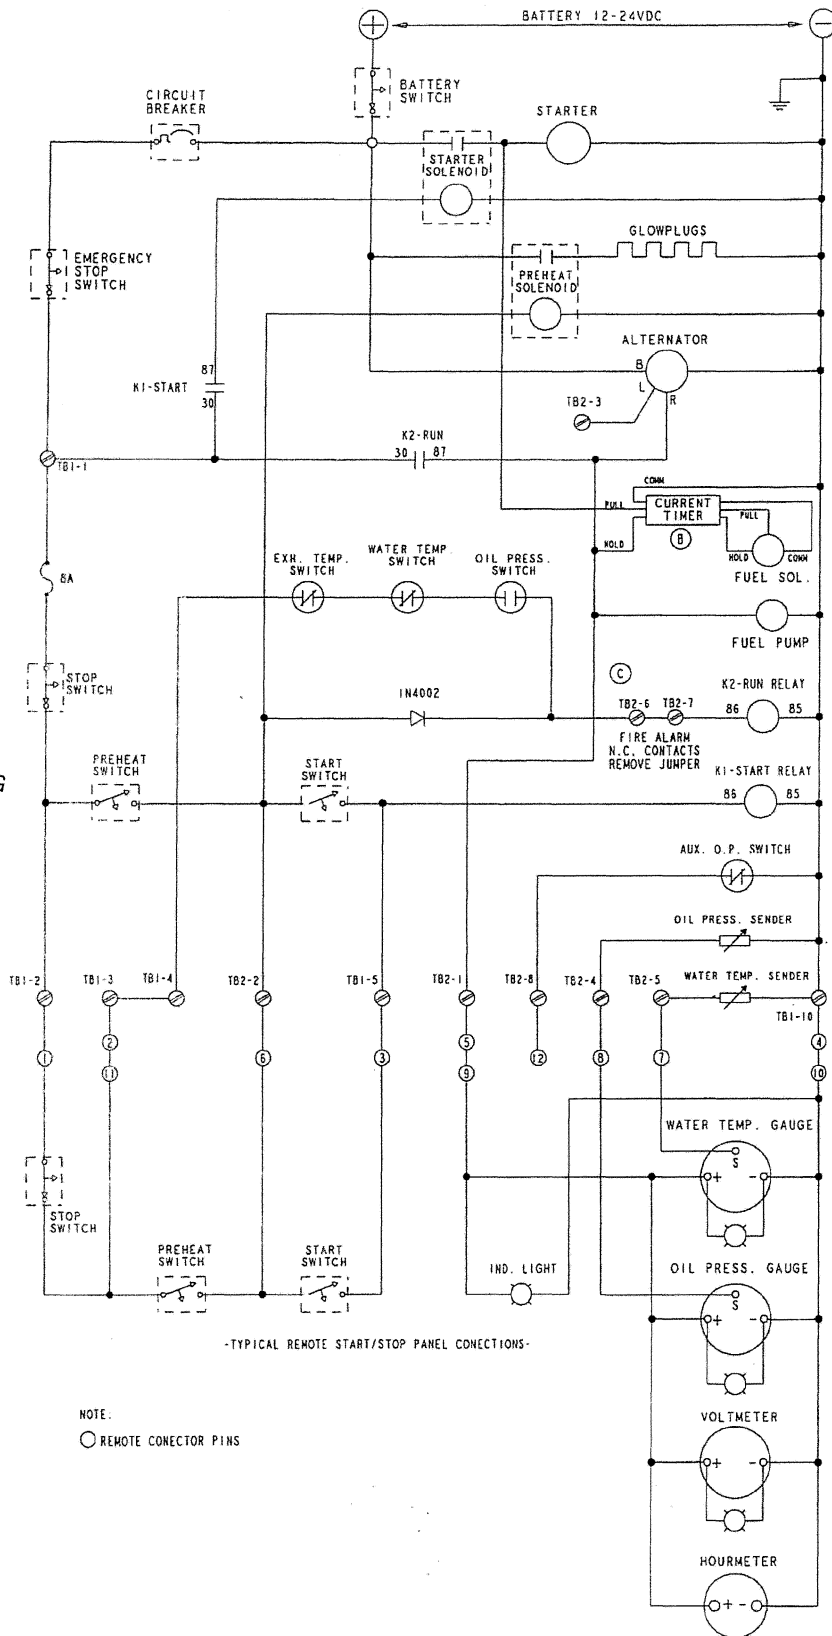 BATTERY 12-24VDC
+
-
BATTERY
SWITCH
CIRCUIT
BREAKER
STARTER
STARTER
SOLENOID
GLOWPLUGS
EMERGENCY
STOP
SWITCH
PREHEAT
SOLENOID
ALTERNATOR
B
L
R
87
K1-START
30
TB2-3
K2-RUN
30 87
TB1-1
COMM
PULL
CURRENT
TIMER
PULL
B
HOLD
HOLD
COMM
FUEL SOL.
8A
EXH. TEMP.
SWITCH
WATER TEMP.
SWITCH
OIL PRESS.
SWITCH
FUEL PUMP
STOP
SWITCH
1N4002
C
TB2-6 TB2-7
K2-RUN RELAY
86 85
FIRE ALARM
N.C. CONTACTS
REMOVE JUMPER
PREHEAT
SWITCH
START
SWITCH
K1-START RELAY
86 85
5
AUX. O.P. SWITCH
OIL PRESS. SENDER
TB1-2 TB1-3 TB1-4 TB2-2 TB1-5 TB2-1 TB2-8 TB2-4 TB2-5 WATER TEMP. SENDER
TB1-10
2 5 4
1 6 3 12 8 7
11 9 10
WATER TEMP. GAUGE
S
+ -
STOP
SWITCH
PREHEAT
SWITCH
START
SWITCH
IND. LIGHT
OIL PRESS. GAUGE
S
+ -
-TYPICAL REMOTE START/STOP PANEL CONECTIONS-
NOTE:
REMOTE CONECTOR PINS
VOLTMETER
+ -
HOURMETER
+ -